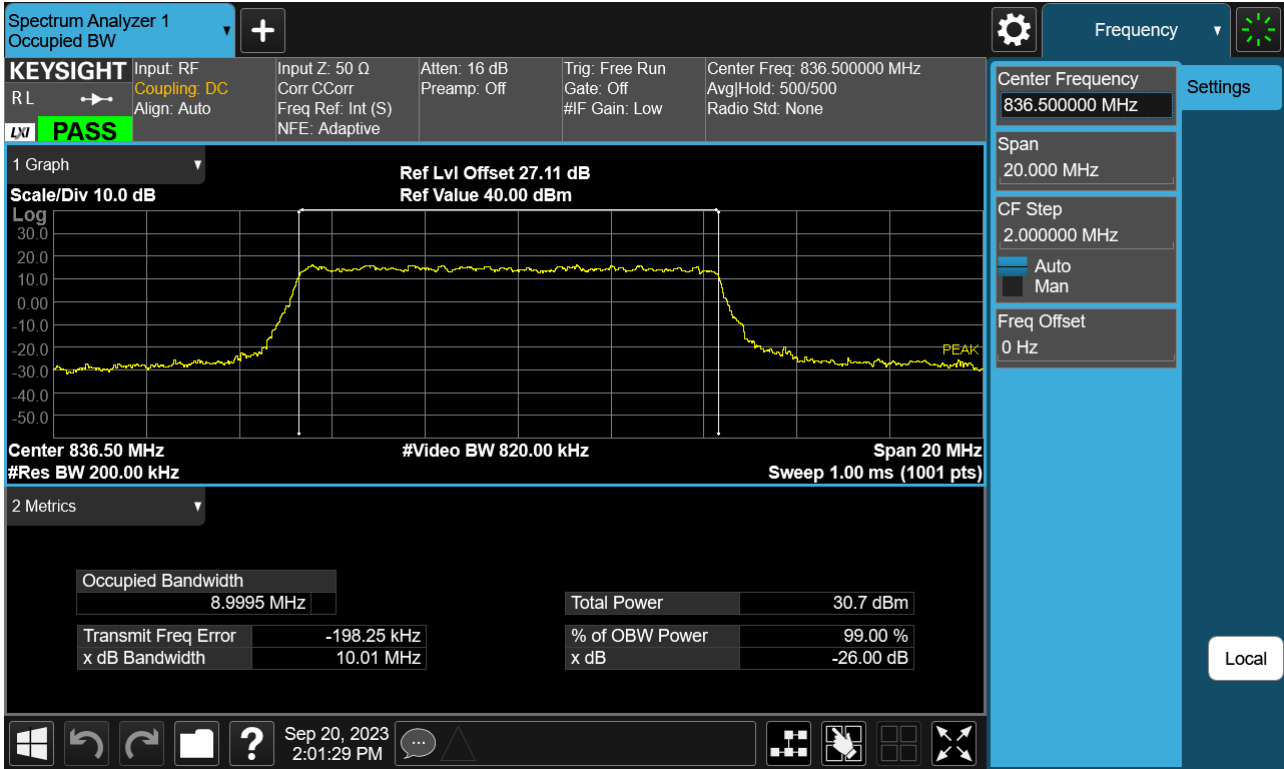 Spectrum Analyzer 1
Occupied BW
Frequency
KEYSIGHT
R L
LXI
PASS
Input: RF
Coupling: DC
Align: Auto
Input Z: 50 Ω
Corr CCorr
Freq Ref: Int (S)
NFE: Adaptive
Atten: 16 dB
Preamp: Off
Trig: Free Run
Gate: Off
#IF Gain: Low
Center Freq: 836.500000 MHz
Avg|Hold: 500/500
Radio Std: None
Center Frequency
836.500000 MHz
Settings
Span
20.000 MHz
CF Step
2.000000 MHz
Auto
Man
Freq Offset
0 Hz
Local
1 Graph
Scale/Div 10.0 dB
Ref Lvl Offset 27.11 dB
Ref Value 40.00 dBm
Log
30.0
20.0
10.0
0.00
-10.0
-20.0
-30.0
-40.0
-50.0
PEAK
Center 836.50 MHz
#Video BW 820.00 kHz
Span 20 MHz
#Res BW 200.00 kHz
Sweep 1.00 ms (1001 pts)
2 Metrics
Occupied Bandwidth
8.9995 MHz
Total Power 30.7 dBm
Transmit Freq Error -198.25 kHz
% of OBW Power 99.00 %
x dB Bandwidth 10.01 MHz
x dB -26.00 dB
?
Sep 20, 2023
2:01:29 PM